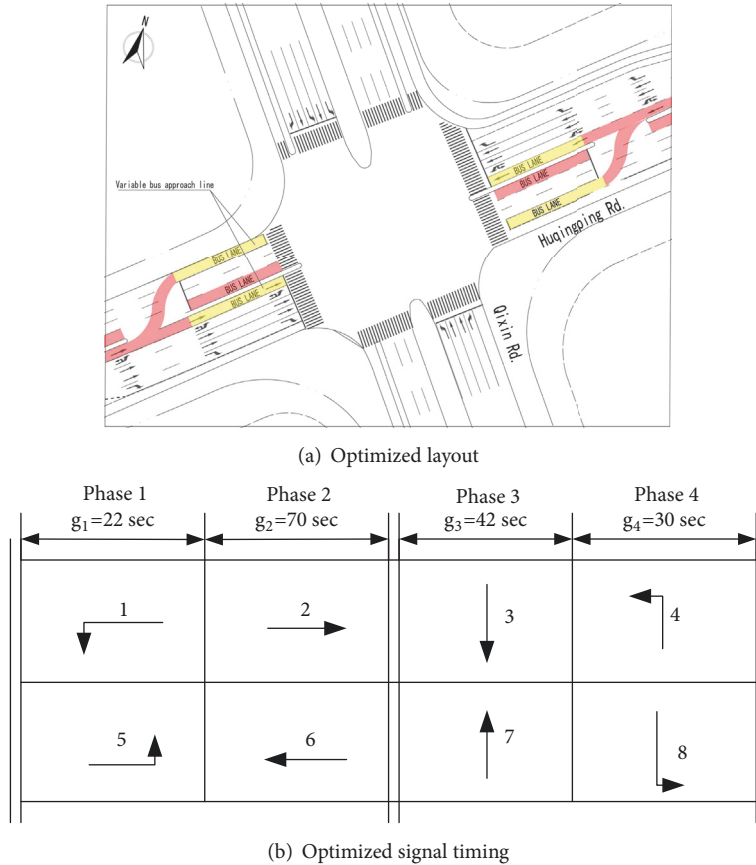 N
Variable bus approach line
BUS LANE
BUS LANE
BUS LANE
BUS LANE
BUS LANE
BUS LANE
Huqingping Rd.
Qixin Rd.
(a) Optimized layout
Phase 1
g₁=22 sec
Phase 2
g₂=70 sec
Phase 3
g₃=42 sec
Phase 4
g₄=30 sec
1
2
3
4
5
6
7
8
(b) Optimized signal timing